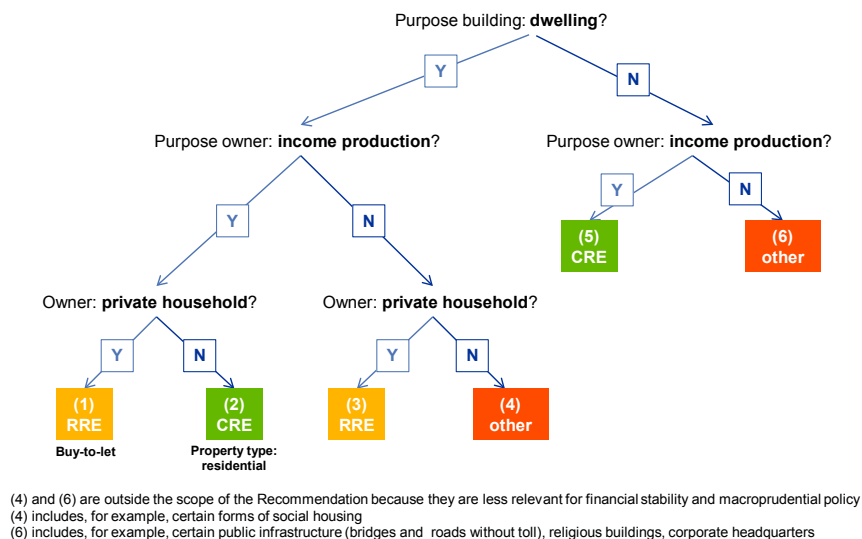 Purpose building: dwelling?
Y
N
Purpose owner: income production?
Purpose owner: income production?
Y
N
Y
N
(5)
CRE
(6)
other
Owner: private household?
Owner: private household?
Y
N
Y
N
(1)
RRE
(2)
CRE
(3)
RRE
(4)
other
Buy-to-let
Property type:
residential
(4) and (6) are outside the scope of the Recommendation because they are less relevant for financial stability and macroprudential policy
(4) includes, for example, certain forms of social housing
(6) includes, for example, certain public infrastructure (bridges and roads without toll), religious buildings, corporate headquarters